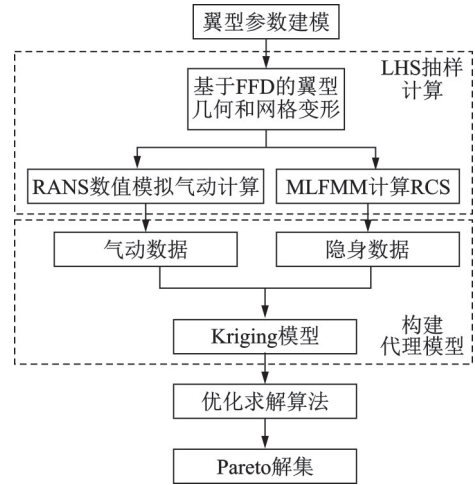 翼型参数建模
LHS抽样
计算
基于FFD的翼型
几何和网格变形
RANS数值模拟气动计算
MLFMM计算RCS
气动数据
隐身数据
Kriging模型
构建
代理模型
优化求解算法
Pareto解集